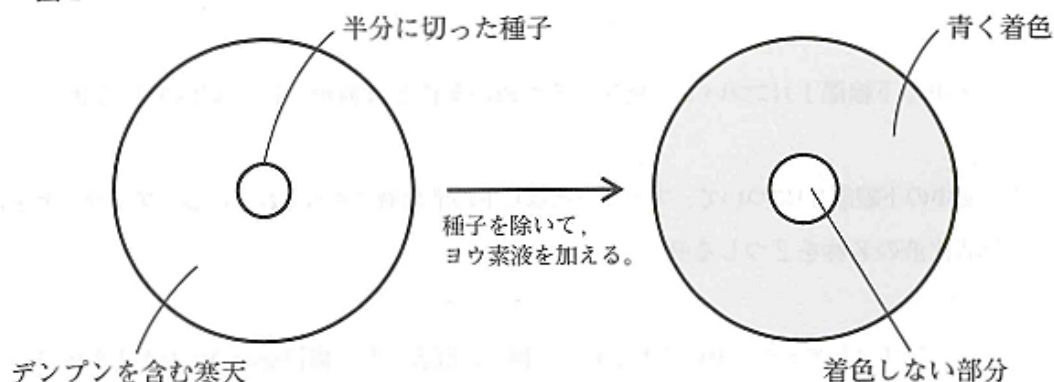 半分に切った種子
青く着色
種子を除いて,
ヨウ素液を加える。
デンプンを含む寒天
着色しない部分